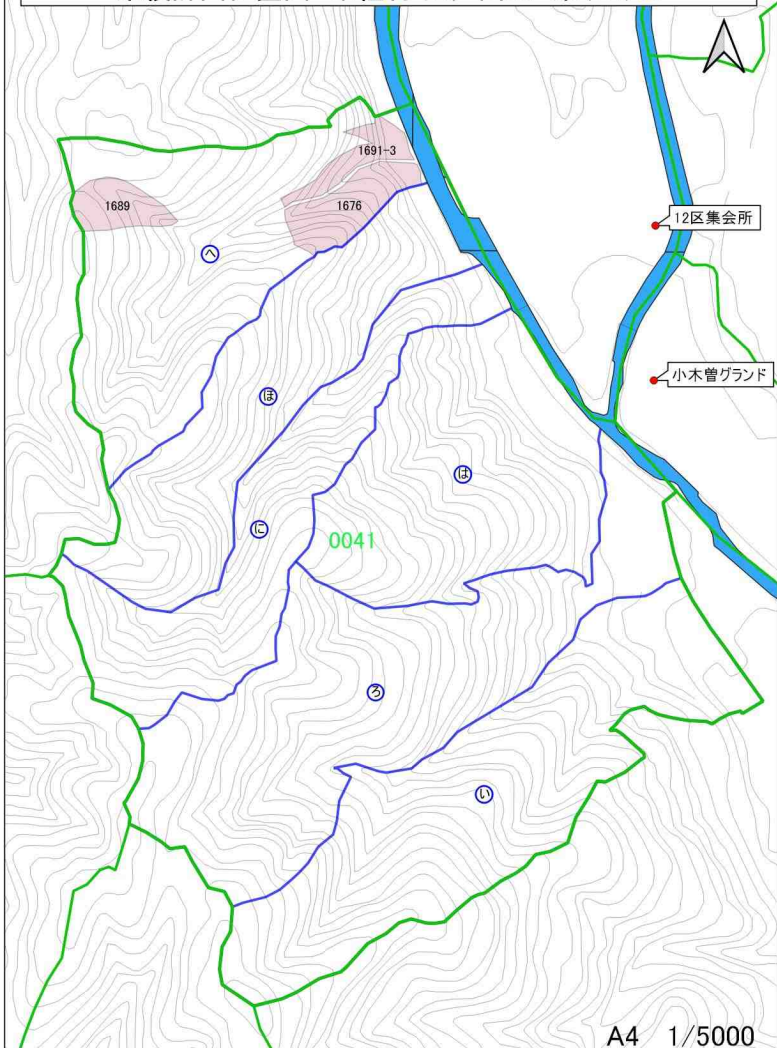 1691-3
1689
1676
12区集会所
へ
小木曽グランド
ほ
は
に
0041
ろ
い
A4 1/5000